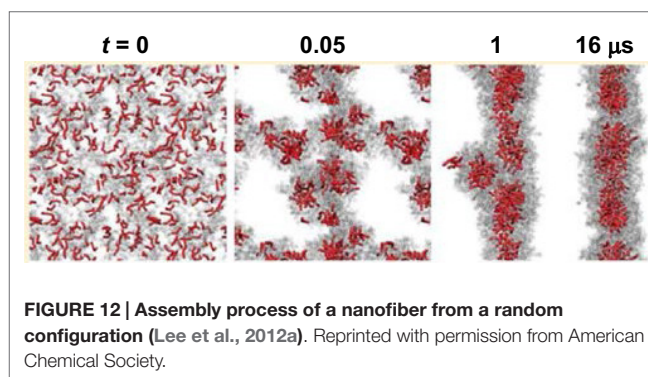 t = 0 0.05 1 16 μs
FIGURE 12 | Assembly process of a nanofiber from a random
configuration (Lee et al., 2012a). Reprinted with permission from American
Chemical Society.